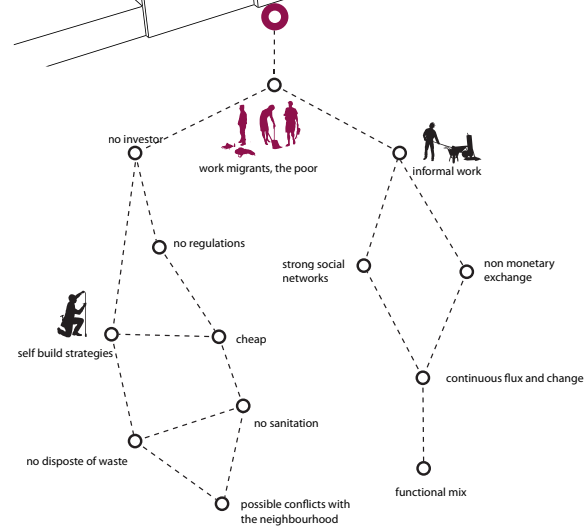 no investor
work migrants, the poor
informal work
no regulations
strong social
networks
non monetary
exchange
self build strategies
cheap
continuous flux and change
no sanitation
no disposte of waste
functional mix
possible conflicts with
the neighbourhood